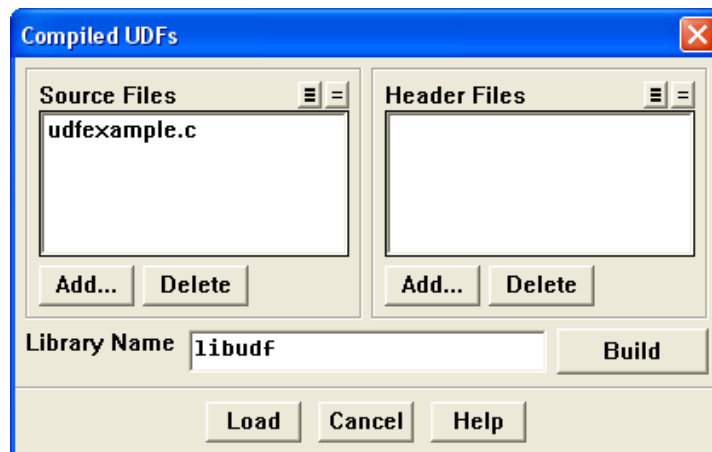 Compiled UDFs
Source Files
Header Files
udfexample.c
Add...
Delete
Add...
Delete
Library Name
libudf
Build
Load
Cancel
Help